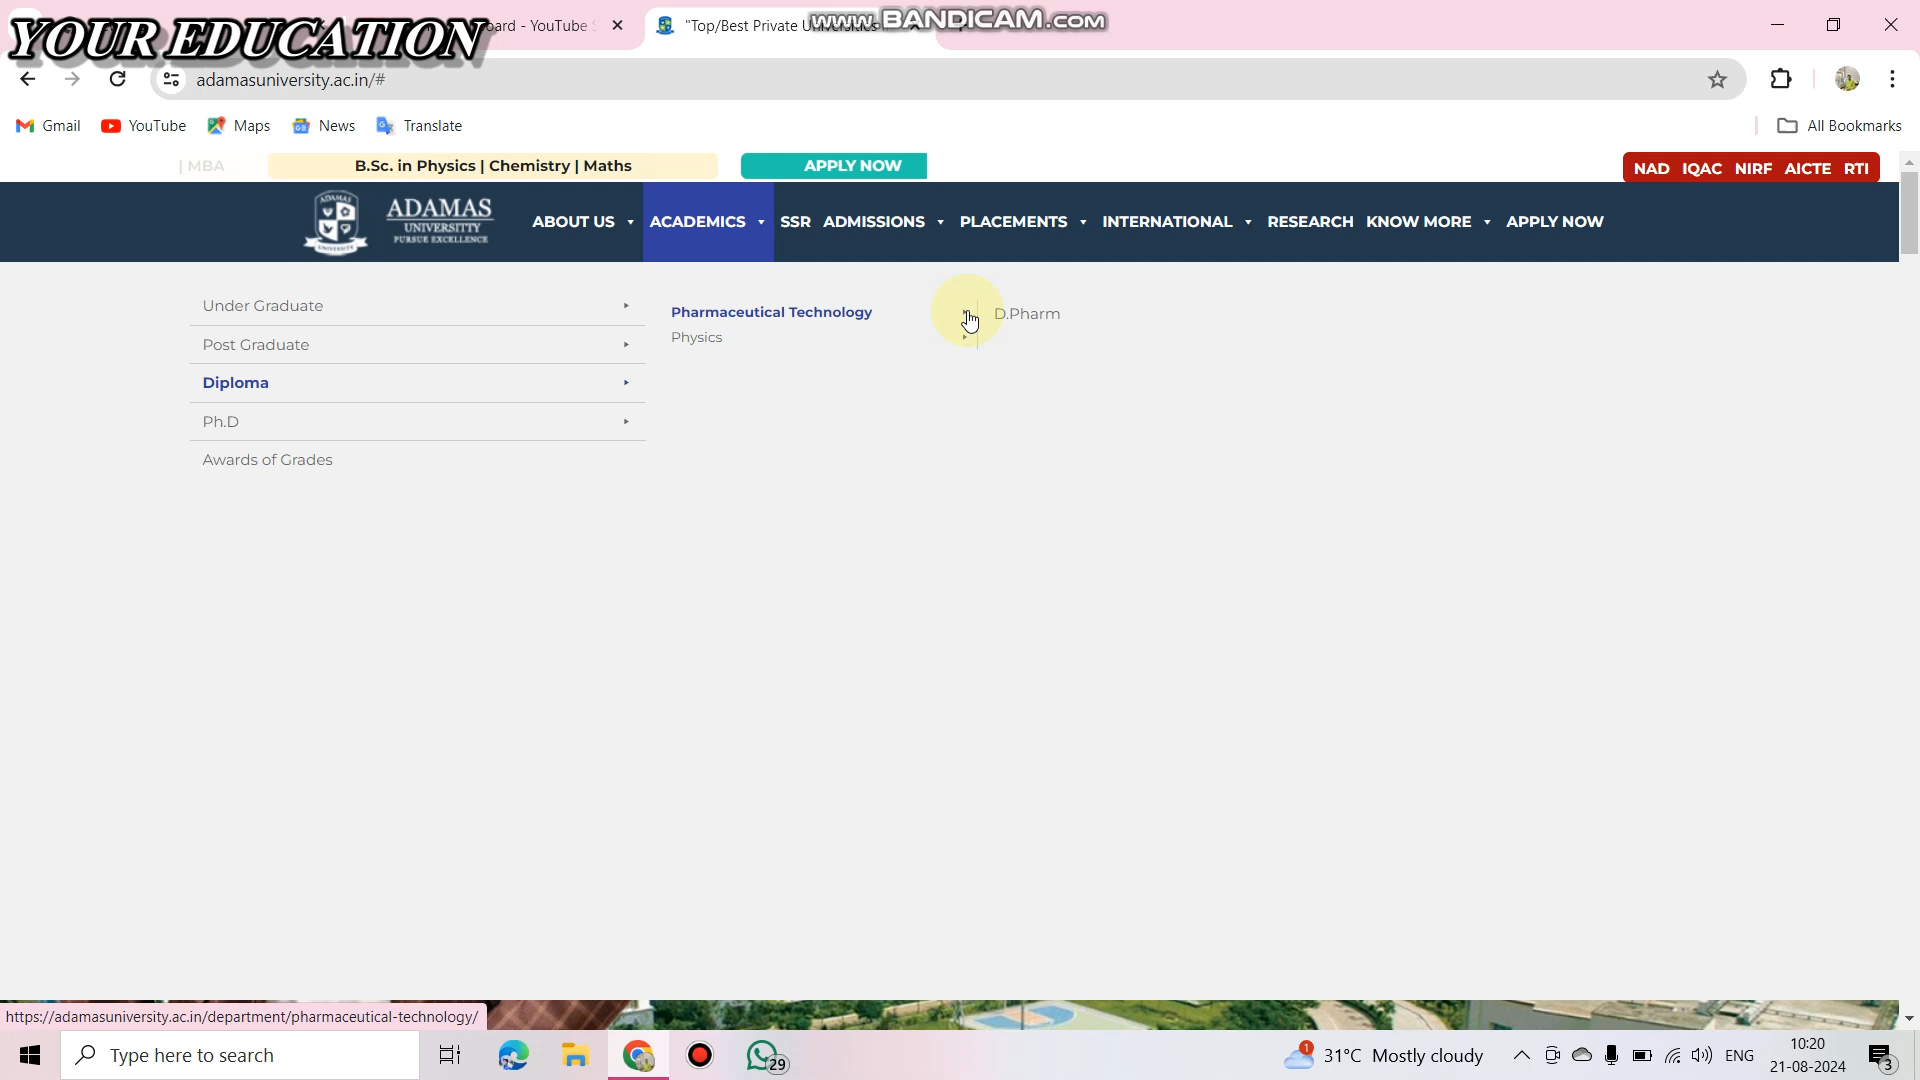 YOUR EDUCATION
board - YouTube S
"Top/Best Private Universities
WWW.BANDICAM.COM
adamasuniversity.ac.in/#
Gmail YouTube Maps News Translate
All Bookmarks
| MBA
B.Sc. in Physics | Chemistry | Maths
APPLY NOW
NAD IQAC NIRF AICTE RTI
ADAMAS
UNIVERSITY
PURSUE EXCELLENCE
ABOUT US ACADEMICS SSR ADMISSIONS PLACEMENTS INTERNATIONAL RESEARCH KNOW MORE APPLY NOW
Under Graduate
Post Graduate
Diploma
Ph.D
Awards of Grades
Pharmaceutical Technology
Physics
D.Pharm
https://adamasuniversity.ac.in/department/pharmaceutical-technology/
Type here to search
29
1
31°C Mostly cloudy
ENG
10:20
21-08-2024
3